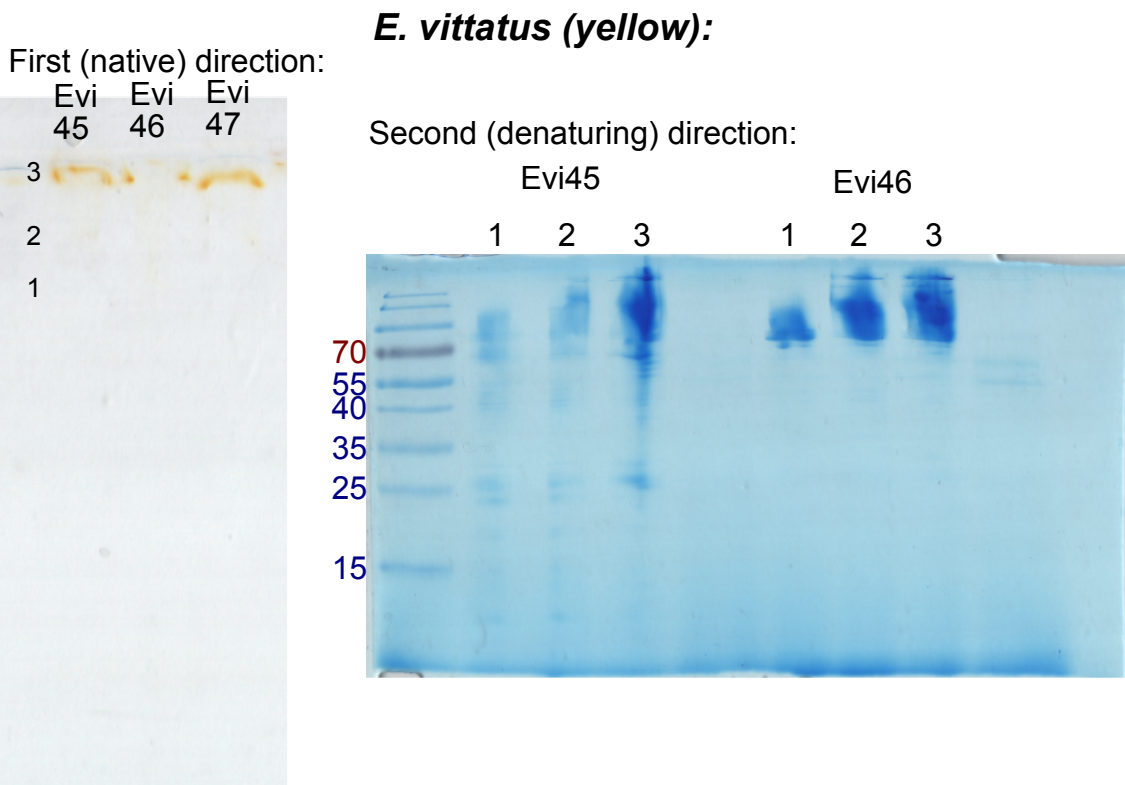 E. vittatus (yellow):
First (native) direction:
Evi Evi Evi
45 46 47
3
2
1
Second (denaturing) direction:
Evi45 Evi46
1 2 3 1 2 3
70
55
40
35
25
15